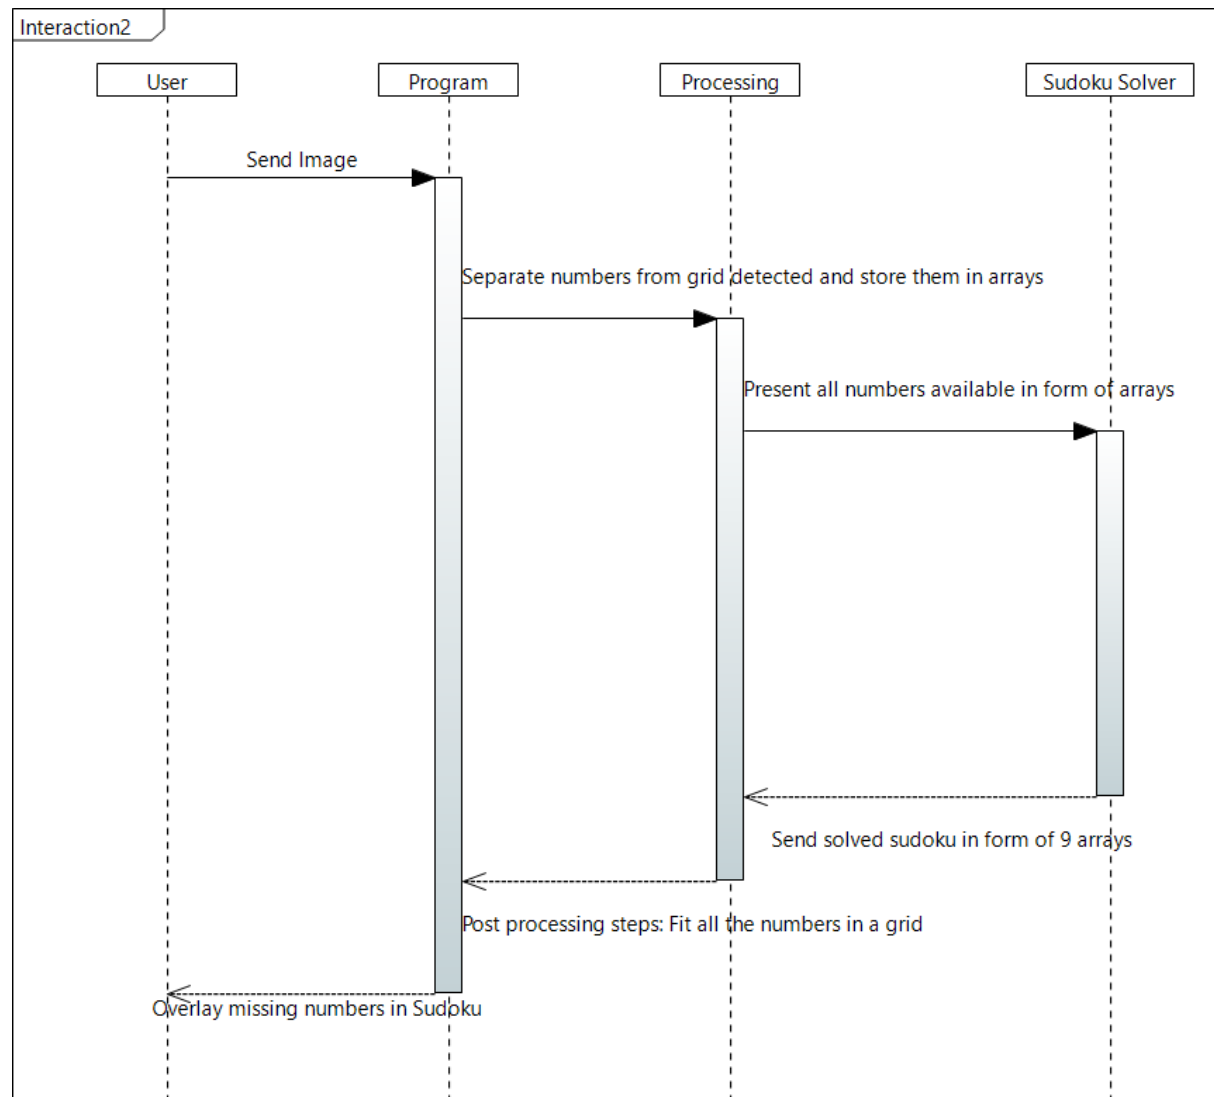 Interaction2
User
Program
Processing
Sudoku Solver
Send Image
Separate numbers from grid detected and store them in arrays
Present all numbers available in form of arrays
Send solved sudoku in form of 9 arrays
Post processing steps: Fit all the numbers in a grid
Overlay missing numbers in Sudoku